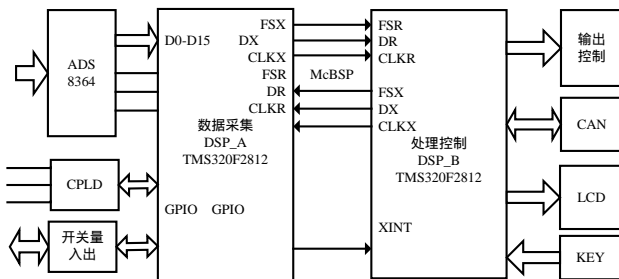 ADS
8364
CPLD
开关量
入出
D0-D15
FSX
DX
CLKX
FSR
DR
CLKR
数据采集
DSP_A
TMS320F2812
GPIO GPIO
McBSP
FSR
DR
CLKR
FSX
DX
CLKX
处理控制
DSP_B
TMS320F2812
XINT
输出
控制
CAN
LCD
KEY